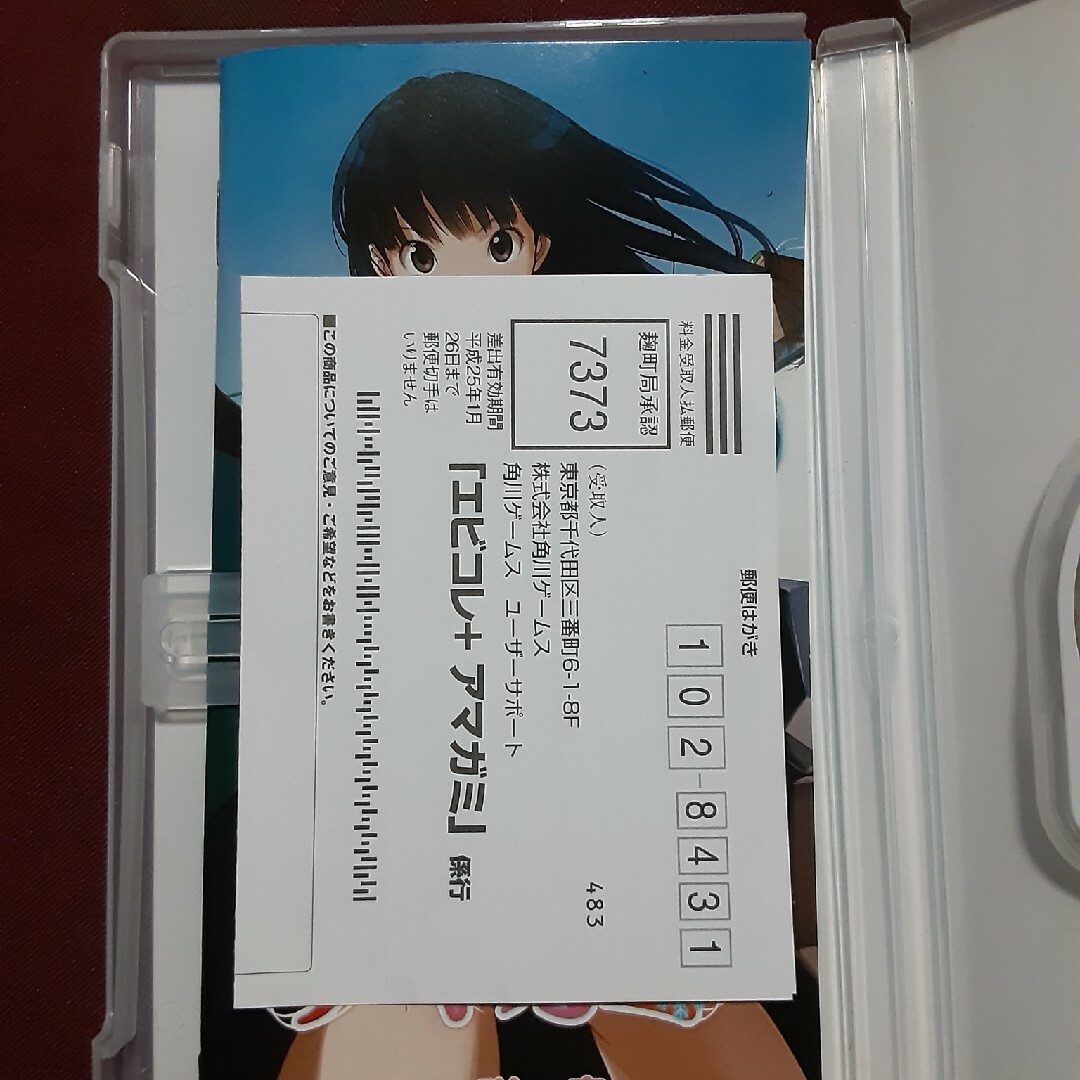 郵便はがき
102-8431
料金受取人払郵便
麹町局承認
7373
差出有効期間
平成25年1月
26日まで
郵便切手は
いりません
(受取人)
東京都千代田区三番町6-1-8F
株式会社角川ゲームス
角川ゲームス ユーザーサポート
「エビコレ+ アマガミ」 係行
483
■この商品についてのご意見・ご希望などをお書きください。